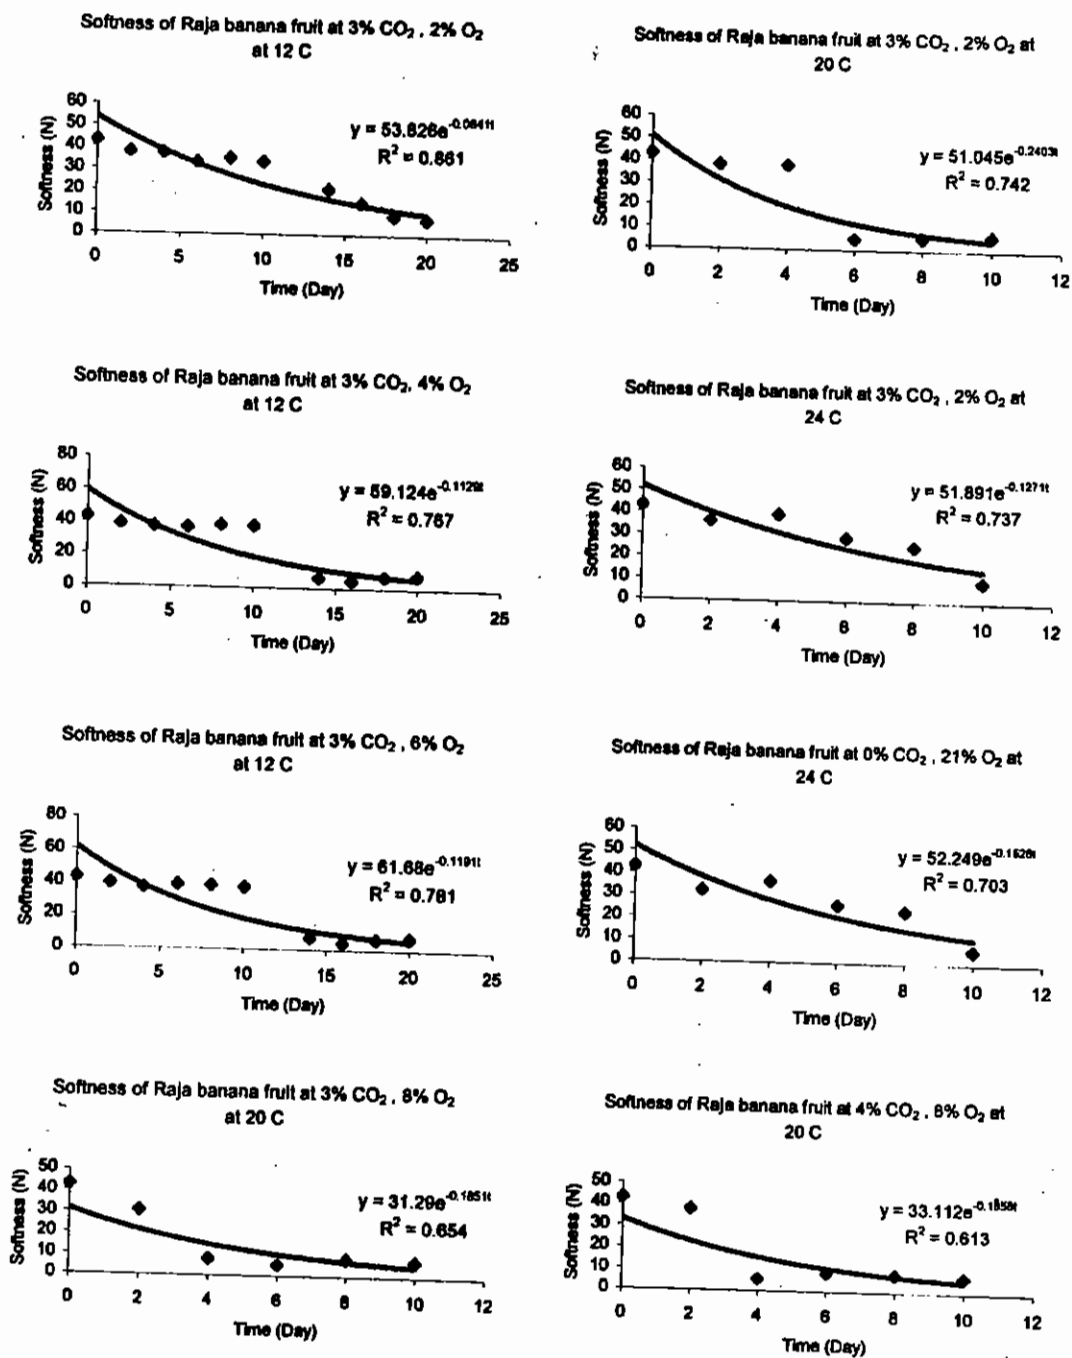 Softness of Raja banana fruit at 3% CO₂ , 2% O₂
at 12 C
Softness (N)
60
50
40
30
20
10
0
y = 53.826e^-0.0841t
R² = 0.861
0 5 10 15 20 25
Time (Day)
Softness of Raja banana fruit at 3% CO₂ , 2% O₂ at
20 C
Softness (N)
60
50
40
30
20
10
0
y = 51.045e^-0.2403t
R² = 0.742
0 2 4 6 8 10 12
Time (Day)
Softness of Raja banana fruit at 3% CO₂, 4% O₂
at 12 C
Softness (N)
80
60
40
20
0
y = 59.124e^-0.1129t
R² = 0.767
0 5 10 15 20 25
Time (Day)
Softness of Raja banana fruit at 3% CO₂ , 2% O₂ at
24 C
Softness (N)
60
50
40
30
20
10
0
y = 51.891e^-0.1271t
R² = 0.737
0 2 4 6 8 10 12
Time (Day)
Softness of Raja banana fruit at 3% CO₂ , 6% O₂
at 12 C
Softness (N)
80
60
40
20
0
y = 61.68e^-0.1191t
R² = 0.781
0 5 10 15 20 25
Time (Day)
Softness of Raja banana fruit at 0% CO₂ , 21% O₂ at
24 C
Softness (N)
60
50
40
30
20
10
0
y = 52.249e^-0.1528t
R² = 0.703
0 2 4 6 8 10 12
Time (Day)
Softness of Raja banana fruit at 3% CO₂ , 8% O₂
at 20 C
Softness (N)
50
40
30
20
10
0
y = 31.29e^-0.1851t
R² = 0.654
0 2 4 6 8 10 12
Time (Day)
Softness of Raja banana fruit at 4% CO₂ , 8% O₂ at
20 C
Softness (N)
50
40
30
20
10
0
y = 33.112e^-0.1858t
R² = 0.613
0 2 4 6 8 10 12
Time (Day)